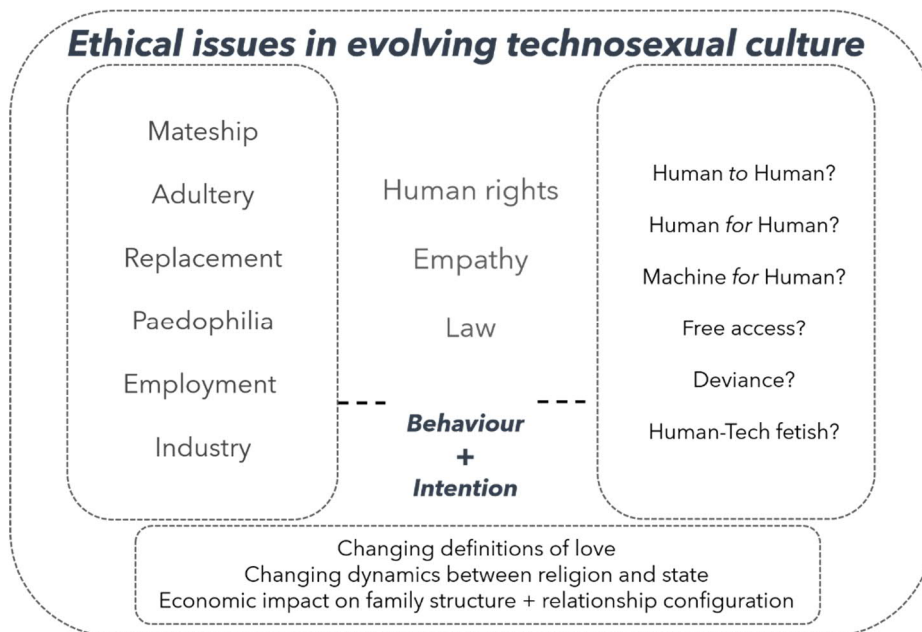 Ethical issues in evolving technosexual culture
Mateship
Adultery
Replacement
Paedophilia
Employment
Industry
Human rights
Empathy
Law
Behaviour
+
Intention
Human to Human?
Human for Human?
Machine for Human?
Free access?
Deviance?
Human-Tech fetish?
Changing definitions of love
Changing dynamics between religion and state
Economic impact on family structure + relationship configuration